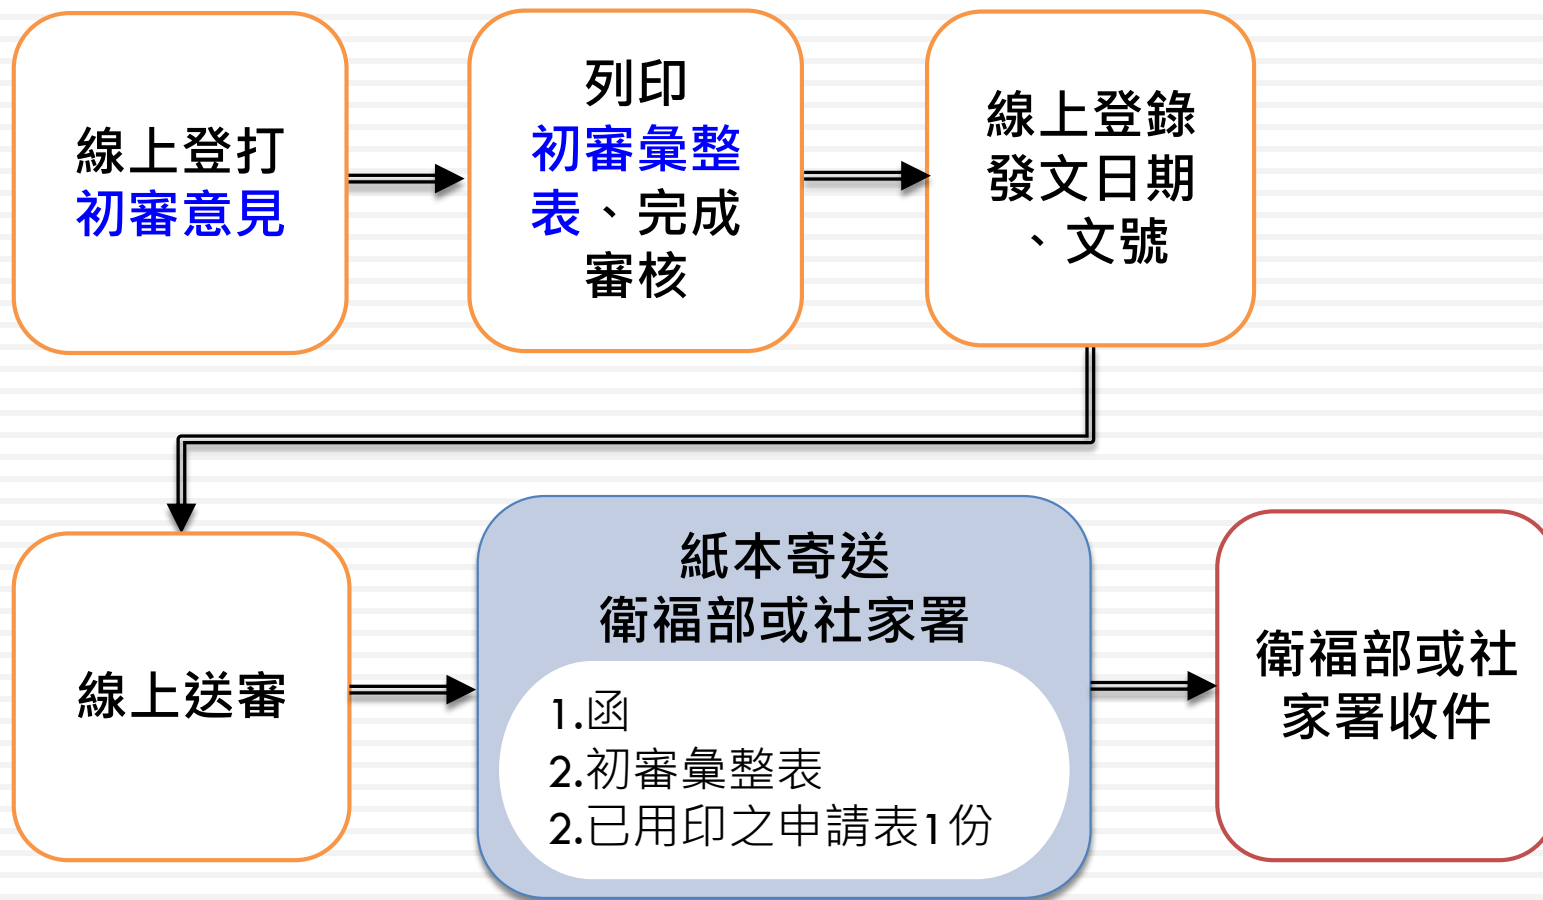 線上登打
初審意見
列印
初審彙整
表、完成
審核
線上登錄
發文日期
、文號
線上送審
紙本寄送
衛福部或社家署
1.函
2.初審彙整表
2.已用印之申請表1份
衛福部或社
家署收件